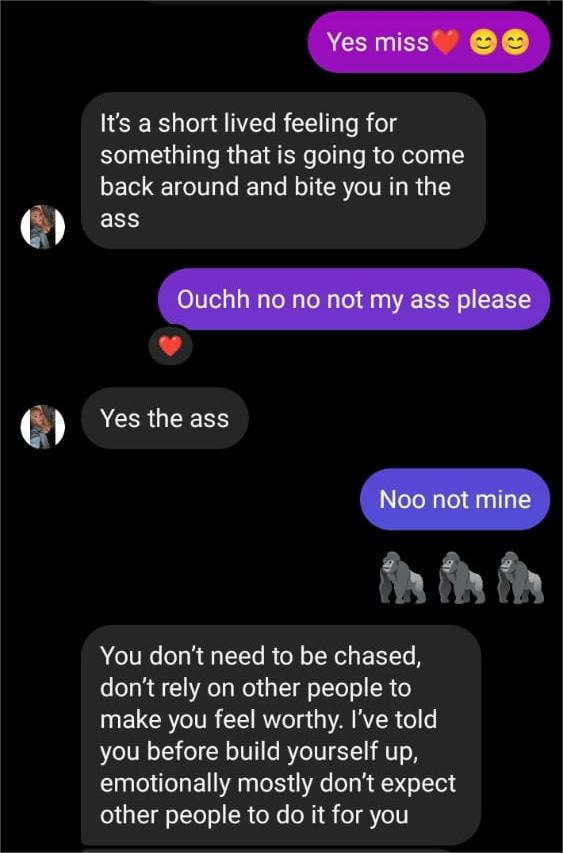 Yes miss❤️ 😊😊
It’s a short lived feeling for
something that is going to come
back around and bite you in the
ass
Ouchh no no not my ass please
❤️
Yes the ass
Noo not mine
🦍🦍🦍
You don’t need to be chased,
don’t rely on other people to
make you feel worthy. I’ve told
you before build yourself up,
emotionally mostly don’t expect
other people to do it for you